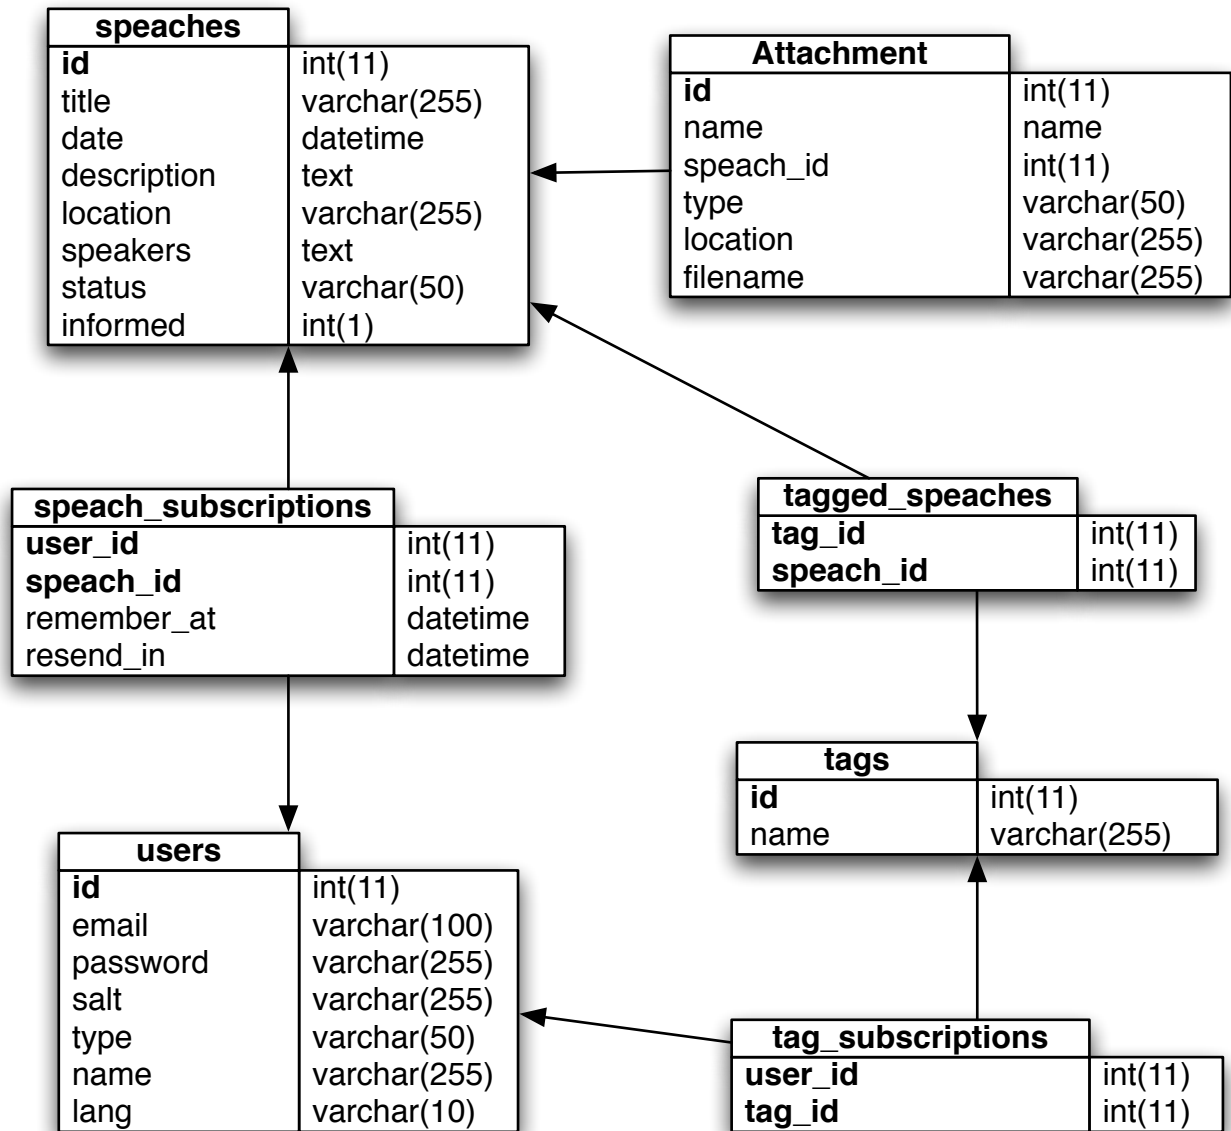 speaches
id int(11)
title varchar(255)
date datetime
description text
location varchar(255)
speakers text
status varchar(50)
informed int(1)
Attachment
id int(11)
name name
speach_id int(11)
type varchar(50)
location varchar(255)
filename varchar(255)
speach_subscriptions
user_id int(11)
speach_id int(11)
remember_at datetime
resend_in datetime
tagged_speaches
tag_id int(11)
speach_id int(11)
tags
id int(11)
name varchar(255)
users
id int(11)
email varchar(100)
password varchar(255)
salt varchar(255)
type varchar(50)
name varchar(255)
lang varchar(10)
tag_subscriptions
user_id int(11)
tag_id int(11)